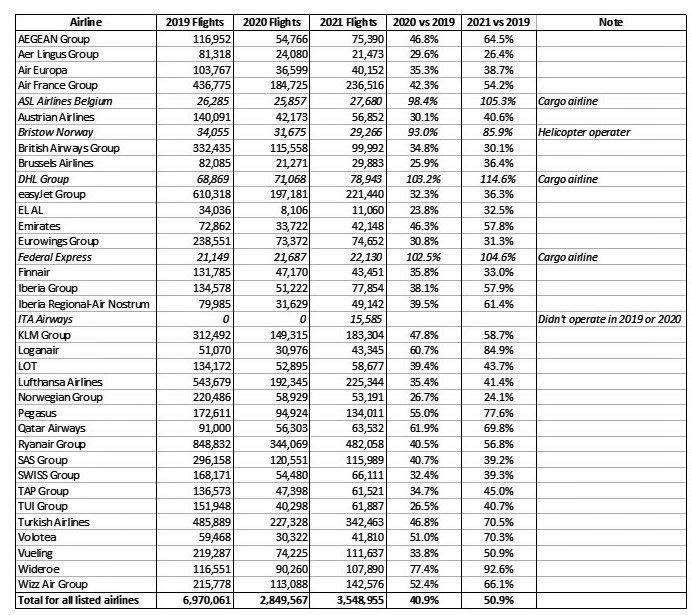 Airline 2019 Flights 2020 Flights 2021 Flights 2020 vs 2019 2021 vs 2019 Note
AEGEAN Group 116,952 54,766 75,390 46.8% 64.5%
Aer Lingus Group 81,318 24,080 21,473 29.6% 26.4%
Air Europa 103,767 36,599 40,152 35.3% 38.7%
Air France Group 436,775 184,725 236,516 42.3% 54.2%
ASL Airlines Belgium 26,285 25,857 27,680 98.4% 105.3% Cargo airline
Austrian Airlines 140,091 42,173 56,852 30.1% 40.6%
Bristow Norway 34,055 31,675 29,266 93.0% 85.9% Helicopter operater
British Airways Group 332,435 115,558 99,992 34.8% 30.1%
Brussels Airlines 82,085 21,271 29,883 25.9% 36.4%
DHL Group 68,869 71,068 78,943 103.2% 114.6% Cargo airline
easyJet Group 610,318 197,181 221,440 32.3% 36.3%
EL AL 34,036 8,106 11,060 23.8% 32.5%
Emirates 72,862 33,722 42,148 46.3% 57.8%
Eurowings Group 238,551 73,372 74,652 30.8% 31.3%
Federal Express 21,149 21,687 22,130 102.5% 104.6% Cargo airline
Finnair 131,785 47,170 43,451 35.8% 33.0%
Iberia Group 134,578 51,222 77,854 38.1% 57.9%
Iberia Regional-Air Nostrum 79,985 31,629 49,142 39.5% 61.4%
ITA Airways 0 0 15,585 Didn't operate in 2019 or 2020
KLM Group 312,492 149,315 183,304 47.8% 58.7%
Loganair 51,070 30,976 43,345 60.7% 84.9%
LOT 134,172 52,895 58,677 39.4% 43.7%
Lufthansa Airlines 543,679 192,345 225,344 35.4% 41.4%
Norwegian Group 220,486 58,929 53,191 26.7% 24.1%
Pegasus 172,611 94,924 134,011 55.0% 77.6%
Qatar Airways 91,000 56,303 63,532 61.9% 69.8%
Ryanair Group 848,832 344,069 482,058 40.5% 56.8%
SAS Group 296,158 120,551 115,989 40.7% 39.2%
SWISS Group 168,171 54,480 66,111 32.4% 39.3%
TAP Group 136,573 47,398 61,521 34.7% 45.0%
TUI Group 151,948 40,298 61,887 26.5% 40.7%
Turkish Airlines 485,889 227,328 342,463 46.8% 70.5%
Volotea 59,468 30,322 41,810 51.0% 70.3%
Vueling 219,287 74,225 111,637 33.8% 50.9%
Wideroe 116,551 90,260 107,890 77.4% 92.6%
Wizz Air Group 215,778 113,088 142,576 52.4% 66.1%
Total for all listed airlines 6,970,061 2,849,567 3,548,955 40.9% 50.9%